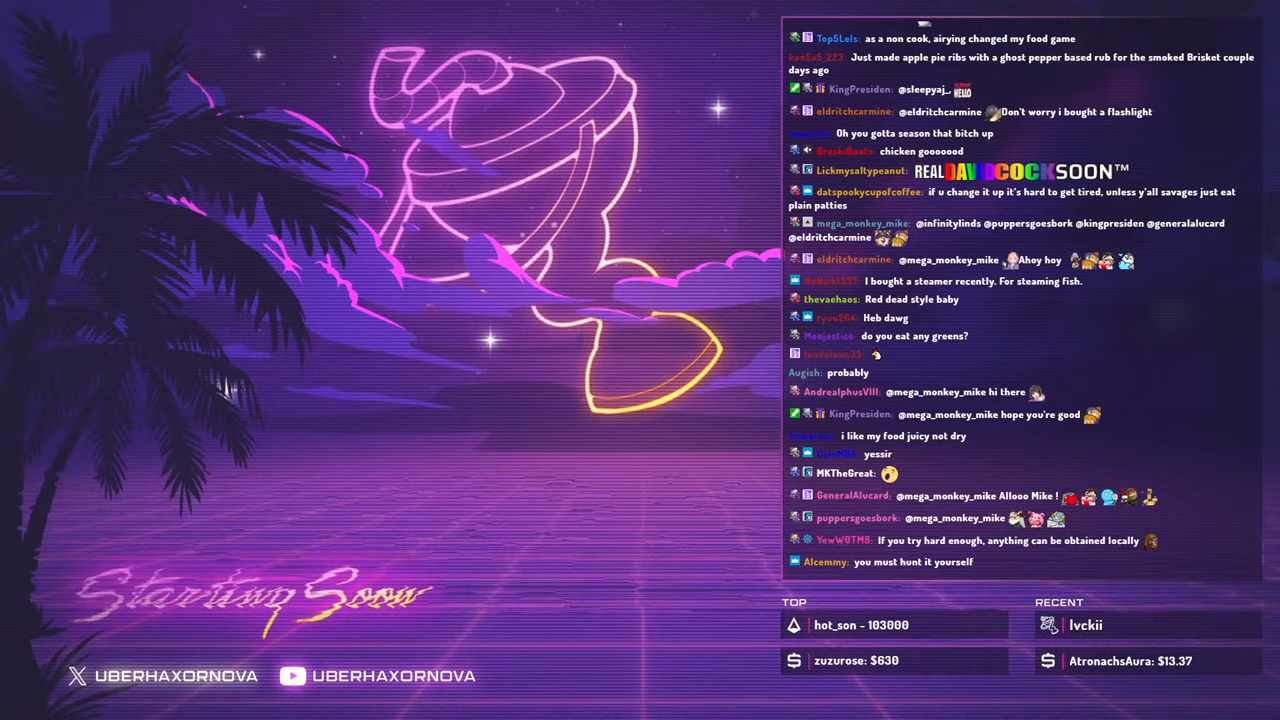 Top5Lels: as a non cook, airying changed my food game
Just made apple pie ribs with a ghost pepper based rub for the smoked Brisket couple
days ago
KingPresiden: @sleepyaj_,
eldritchcarmine: @eldritchcarmine Don't worry i bought a flashlight
Oh you gotta season that bitch up
BroskiBoats: chicken gooooood
Lickmysaltypeanut: REALDAVIDCOCKSOON™
datspookycupofcoffee: if u change it up it's hard to get tired, unless y'all savages just eat
plain patties
mega_monkey_mike: @infinitylinds @puppersgoesbork @kingpresiden @generalalucard
@eldritchcarmine
eldritchcarmine: @mega_monkey_mike Ahoy hoy
I bought a steamer recently. For steaming fish.
thevaehaos: Red dead style baby
ryuu264: Heb dawg
Moojestico: do you eat any greens?
Augish: probably
AndrealphusVIII: @mega_monkey_mike hi there
KingPresiden: @mega_monkey_mike hope you're good
i like my food juicy not dry
yessir
MKTheGreat:
GeneralAlucard: @mega_monkey_mike Allooo Mike !
puppersgoesbork: @mega_monkey_mike
YewW0TM8: If you try hard enough, anything can be obtained locally
Alcemmy: you must hunt it yourself
Starting Soon
TOP
hot_son - 103000
zuzurose: $630
RECENT
lvckii
AtronachsAura: $13.37
UBERHAXORNOVA
UBERHAXORNOVA